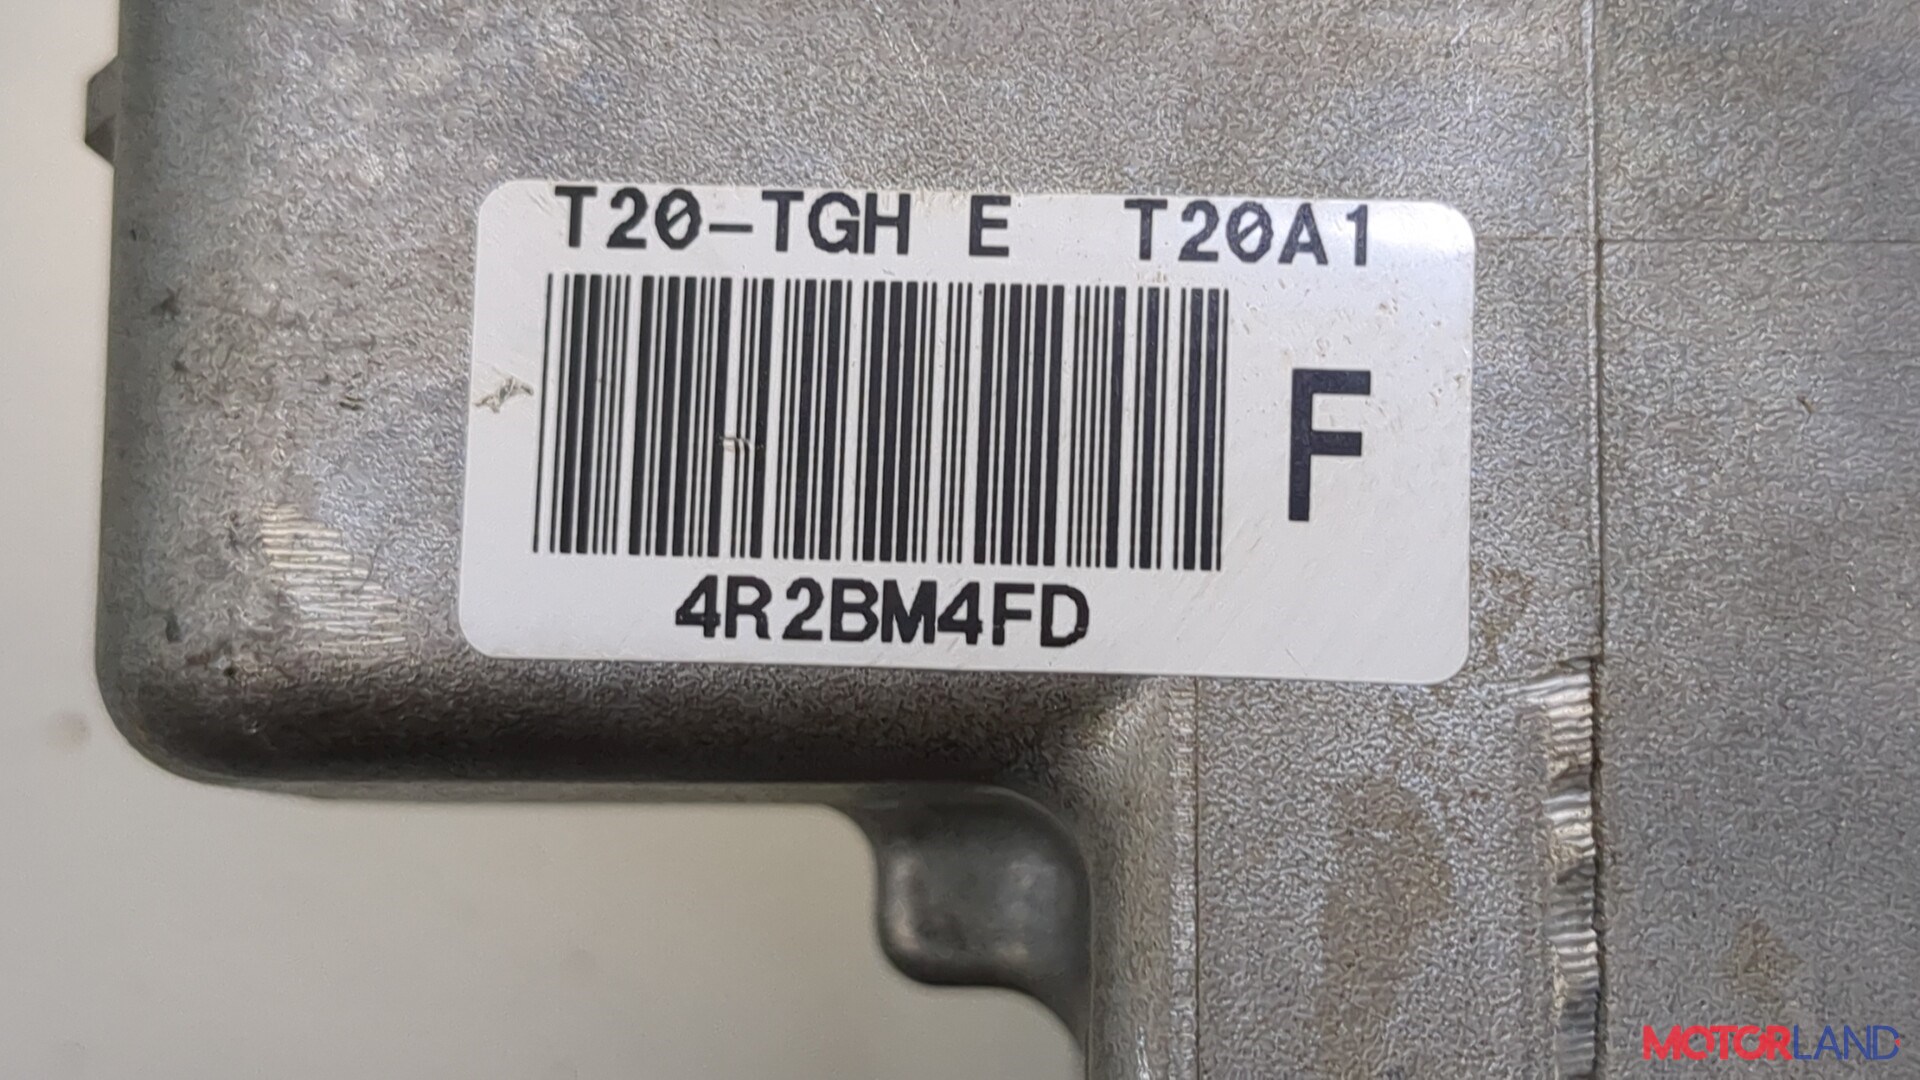 T20-TGH E T20A1
F
4R2BM4FD
MOTORLAND